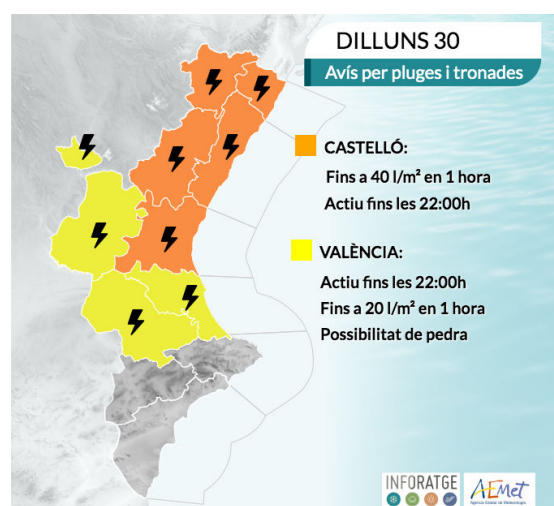 DILLUNS 30
Avís per pluges i tronades
CASTELLÓ:
Fins a 40 l/m² en 1 hora
Actiu fins les 22:00h
VALÈNCIA:
Actiu fins les 22:00h
Fins a 20 l/m² en 1 hora
Possibilitat de pedra
INFORATGE
AEMet
Agencia Estatal de Meteorología